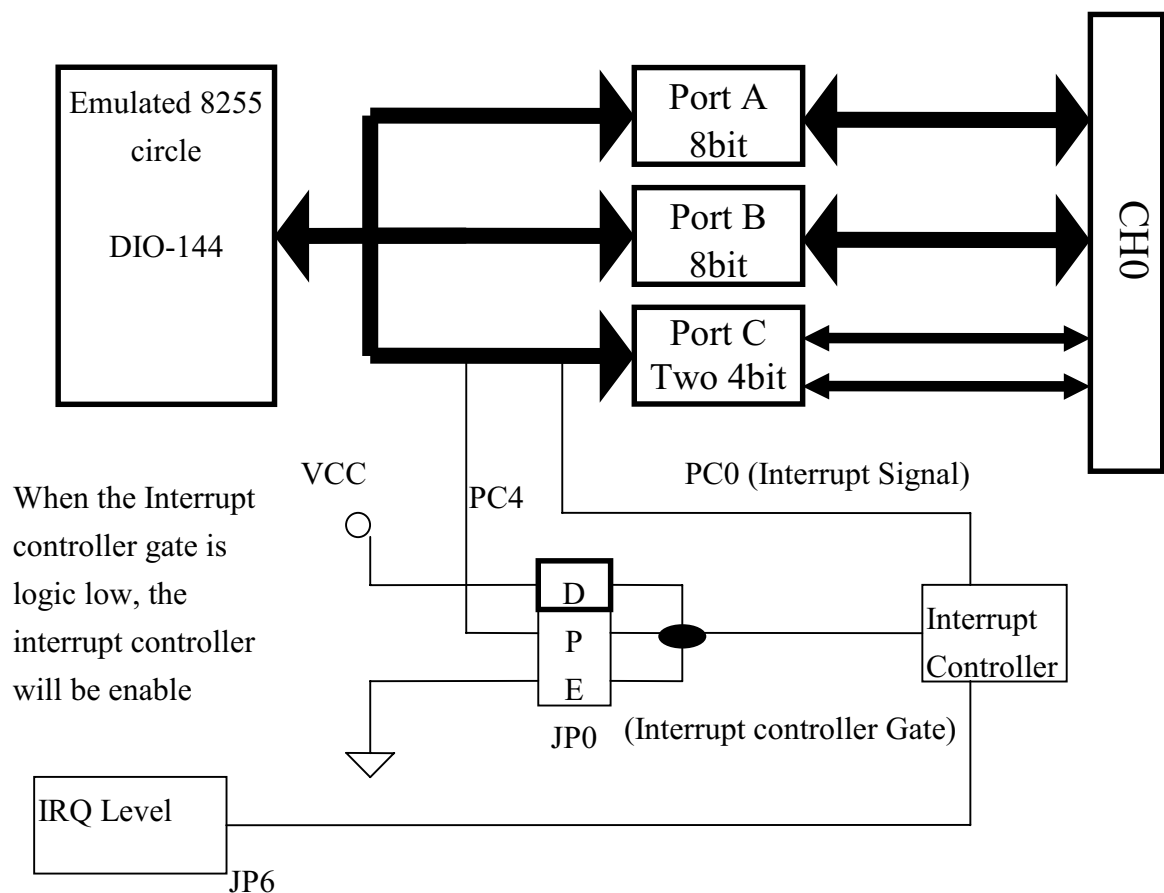 Emulated 8255
circle
DIO-144
Port A
8bit
Port B
8bit
Port C
Two 4bit
CH0
When the Interrupt
controller gate is
logic low, the
interrupt controller
will be enable
VCC
PC4
PC0 (Interrupt Signal)
D
P
E
JP0
(Interrupt controller Gate)
Interrupt
Controller
IRQ Level
JP6